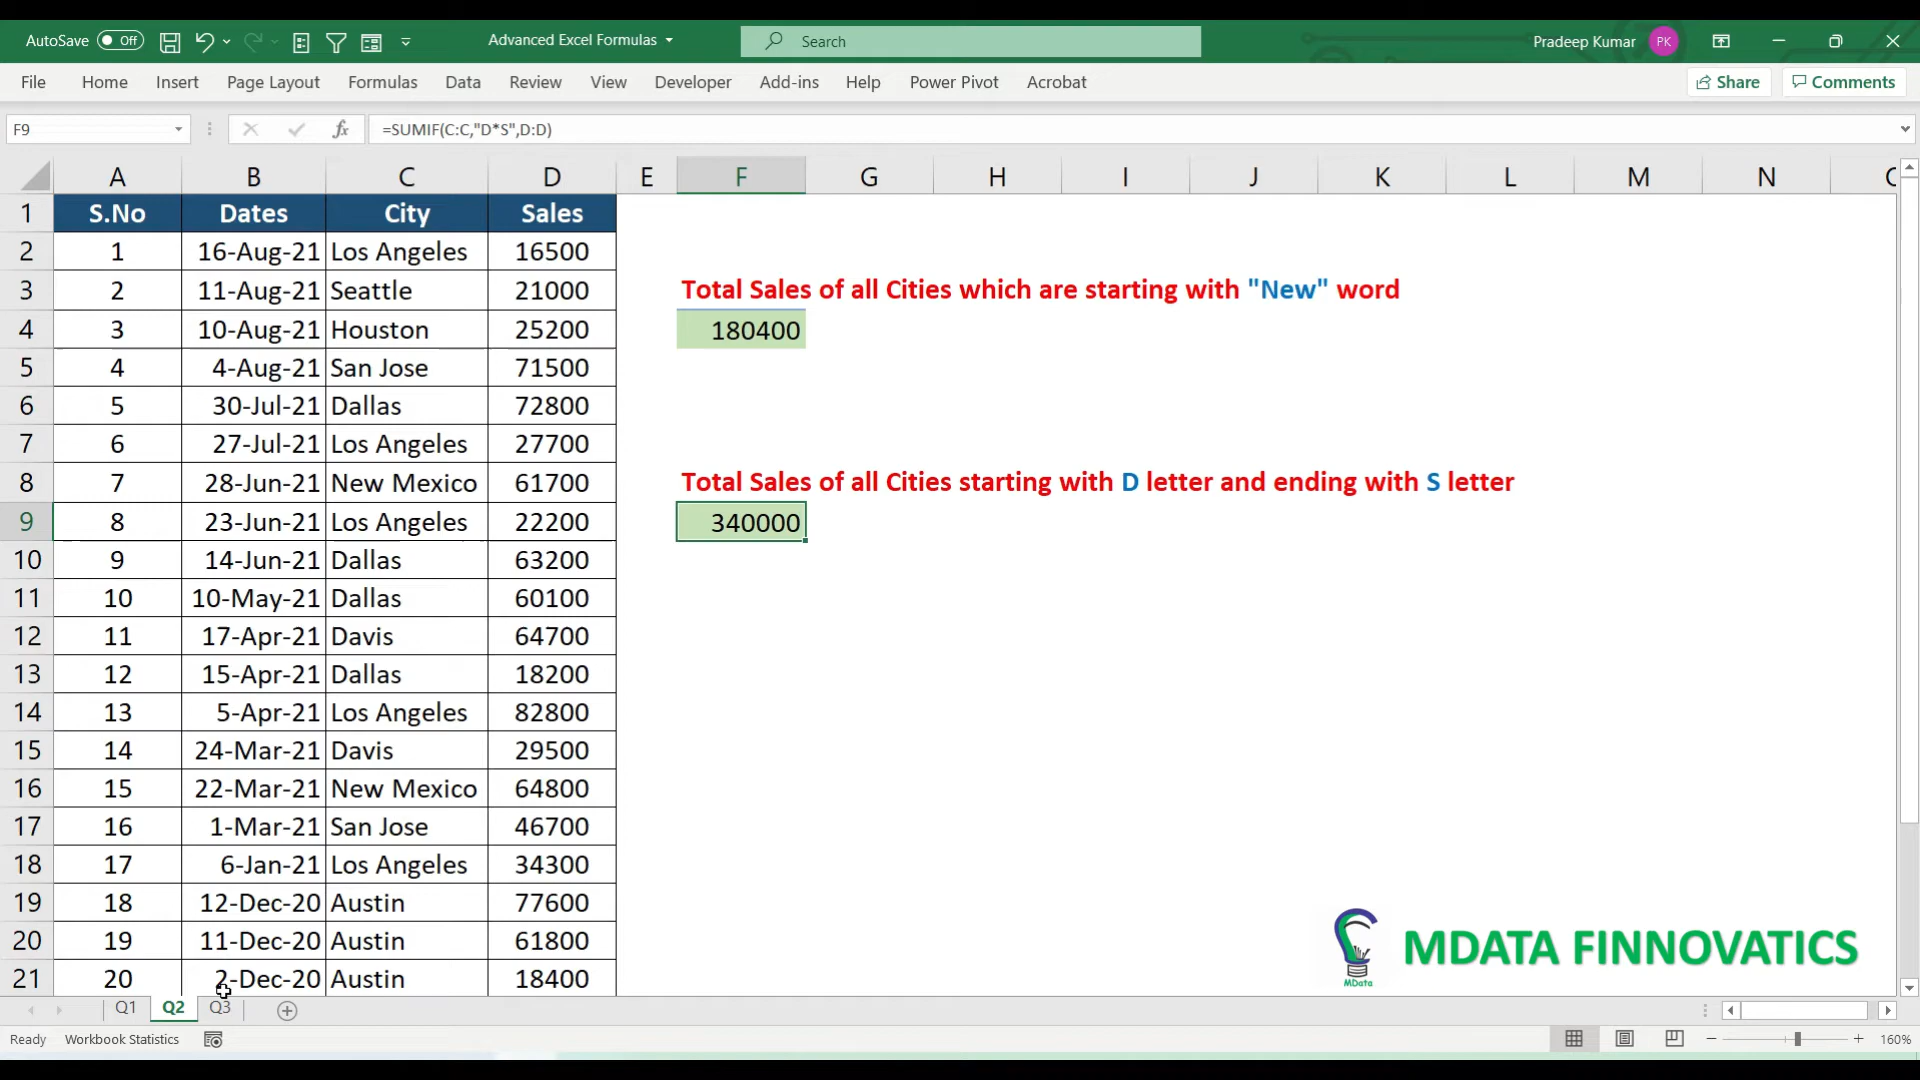 AutoSave Off Advanced Excel Formulas Search Pradeep Kumar PK
File Home Insert Page Layout Formulas Data Review View Developer Add-ins Help Power Pivot Acrobat Share Comments
F9 fx =SUMIF(C:C,"D*S",D:D)
A B C D E F G H I J K L M N
1 S.No Dates City Sales
2 1 16-Aug-21 Los Angeles 16500
3 2 11-Aug-21 Seattle 21000 Total Sales of all Cities which are starting with "New" word
4 3 10-Aug-21 Houston 25200 180400
5 4 4-Aug-21 San Jose 71500
6 5 30-Jul-21 Dallas 72800
7 6 27-Jul-21 Los Angeles 27700
8 7 28-Jun-21 New Mexico 61700 Total Sales of all Cities starting with D letter and ending with S letter
9 8 23-Jun-21 Los Angeles 22200 340000
10 9 14-Jun-21 Dallas 63200
11 10 10-May-21 Dallas 60100
12 11 17-Apr-21 Davis 64700
13 12 15-Apr-21 Dallas 18200
14 13 5-Apr-21 Los Angeles 82800
15 14 24-Mar-21 Davis 29500
16 15 22-Mar-21 New Mexico 64800
17 16 1-Mar-21 San Jose 46700
18 17 6-Jan-21 Los Angeles 34300
19 18 12-Dec-20 Austin 77600
20 19 11-Dec-20 Austin 61800 MDATA FINNOVATICS
21 20 2-Dec-20 Austin 18400 MData
Q1 Q2 Q3
Ready Workbook Statistics 160%